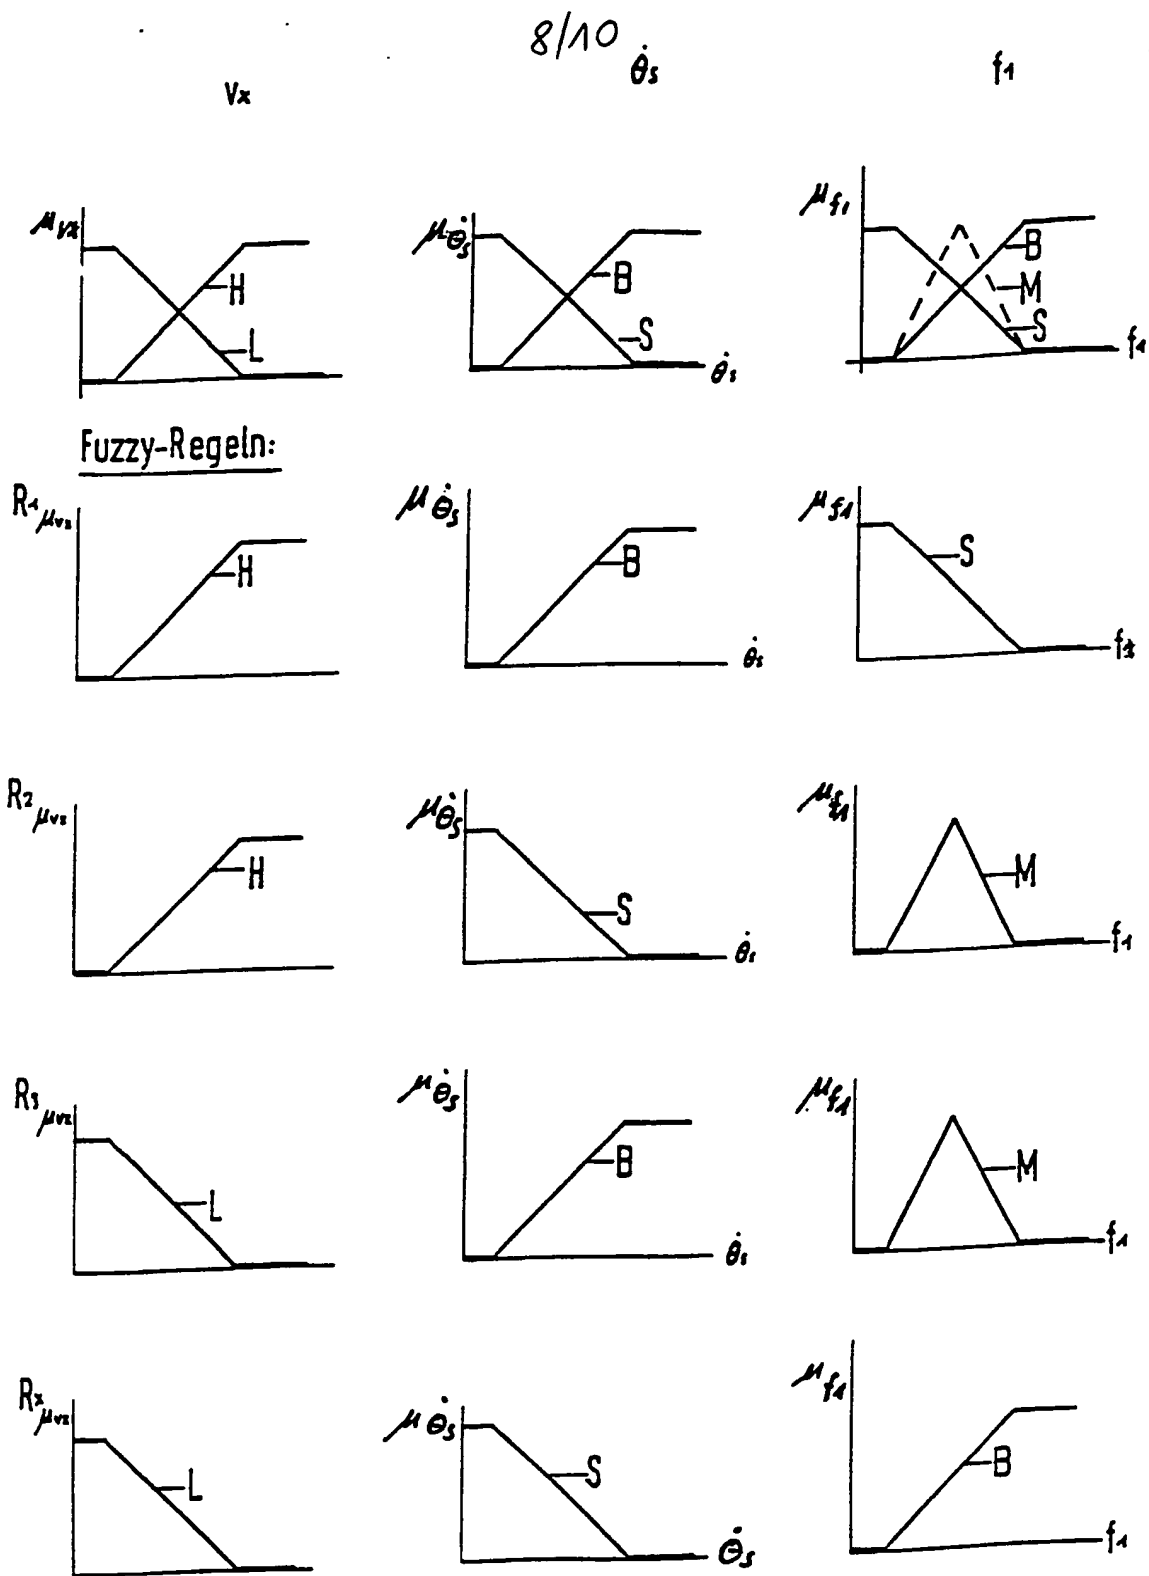 8/10
Vx θ̇s f1
μvx μθ̇s μf1
H B B
M
L S S
θ̇s f1
Fuzzy-Regeln:
R1 μvx μθ̇s μf1
H B S
θ̇s f1
R2 μvx μθ̇s μf1
H S M
θ̇s f1
R3 μvx μθ̇s μf1
L B M
θ̇s f1
Rx μvx μθ̇s μf1
L S B
θ̇s f1